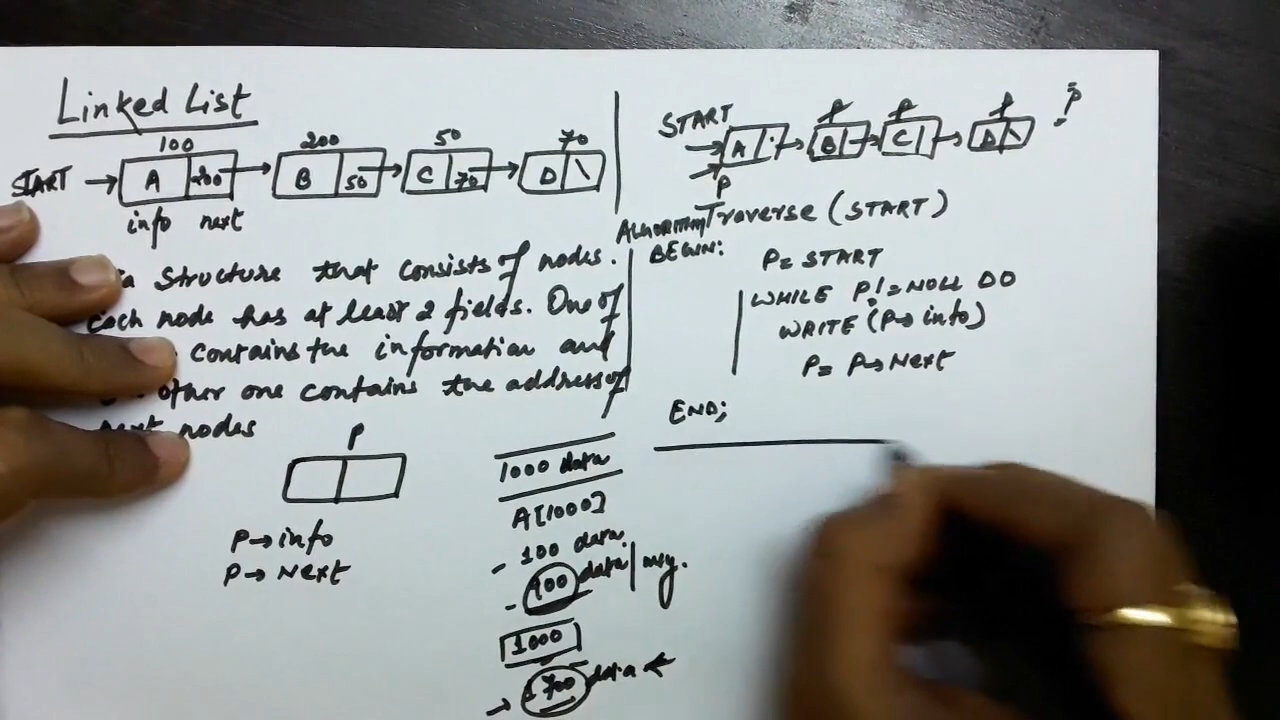 Linked List
100 200 50 70
START → A 200 → B 50 → C 70 → D \
info next
a structure that consists of nodes.
Each node has at least 2 fields. One of
contains the information and
other one contains the address of
next nodes
P
P→info
P→Next
1000 data
A[1000]
- 100 data
- 400 data | msg.
1000
→ 1700 data ←
P P P P
START → A → B → C → D \
P
ALGORITHM Traverse (START)
BEGIN:
P= START
WHILE P!=NULL DO
WRITE (P→info)
P= P→Next
END;